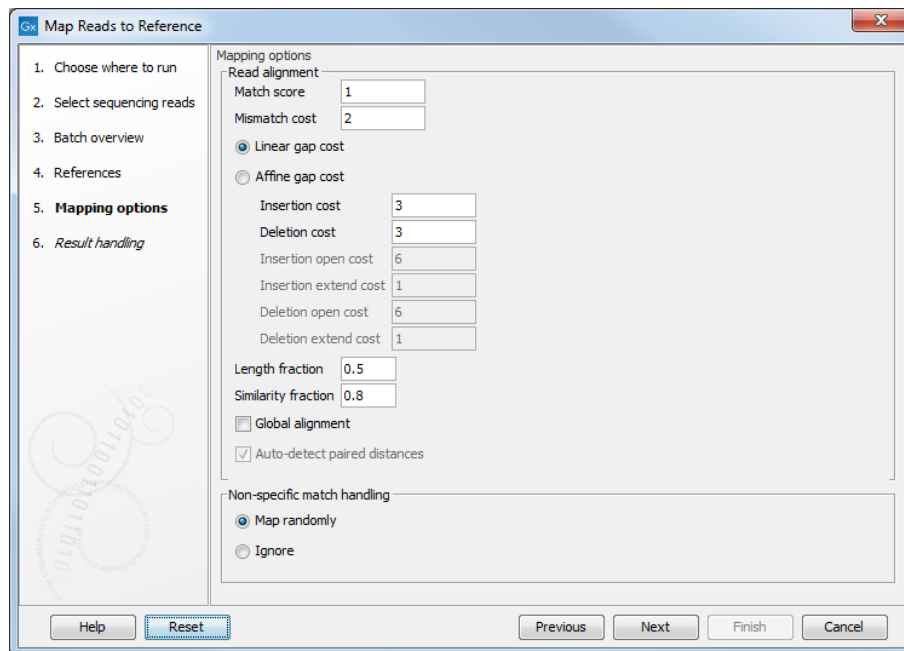 Gx Map Reads to Reference
1. Choose where to run
2. Select sequencing reads
3. Batch overview
4. References
5. Mapping options
6. Result handling
Mapping options
Read alignment
Match score 1
Mismatch cost 2
Linear gap cost
Affine gap cost
Insertion cost 3
Deletion cost 3
Insertion open cost 6
Insertion extend cost 1
Deletion open cost 6
Deletion extend cost 1
Length fraction 0.5
Similarity fraction 0.8
Global alignment
Auto-detect paired distances
Non-specific match handling
Map randomly
Ignore
Help Reset Previous Next Finish Cancel